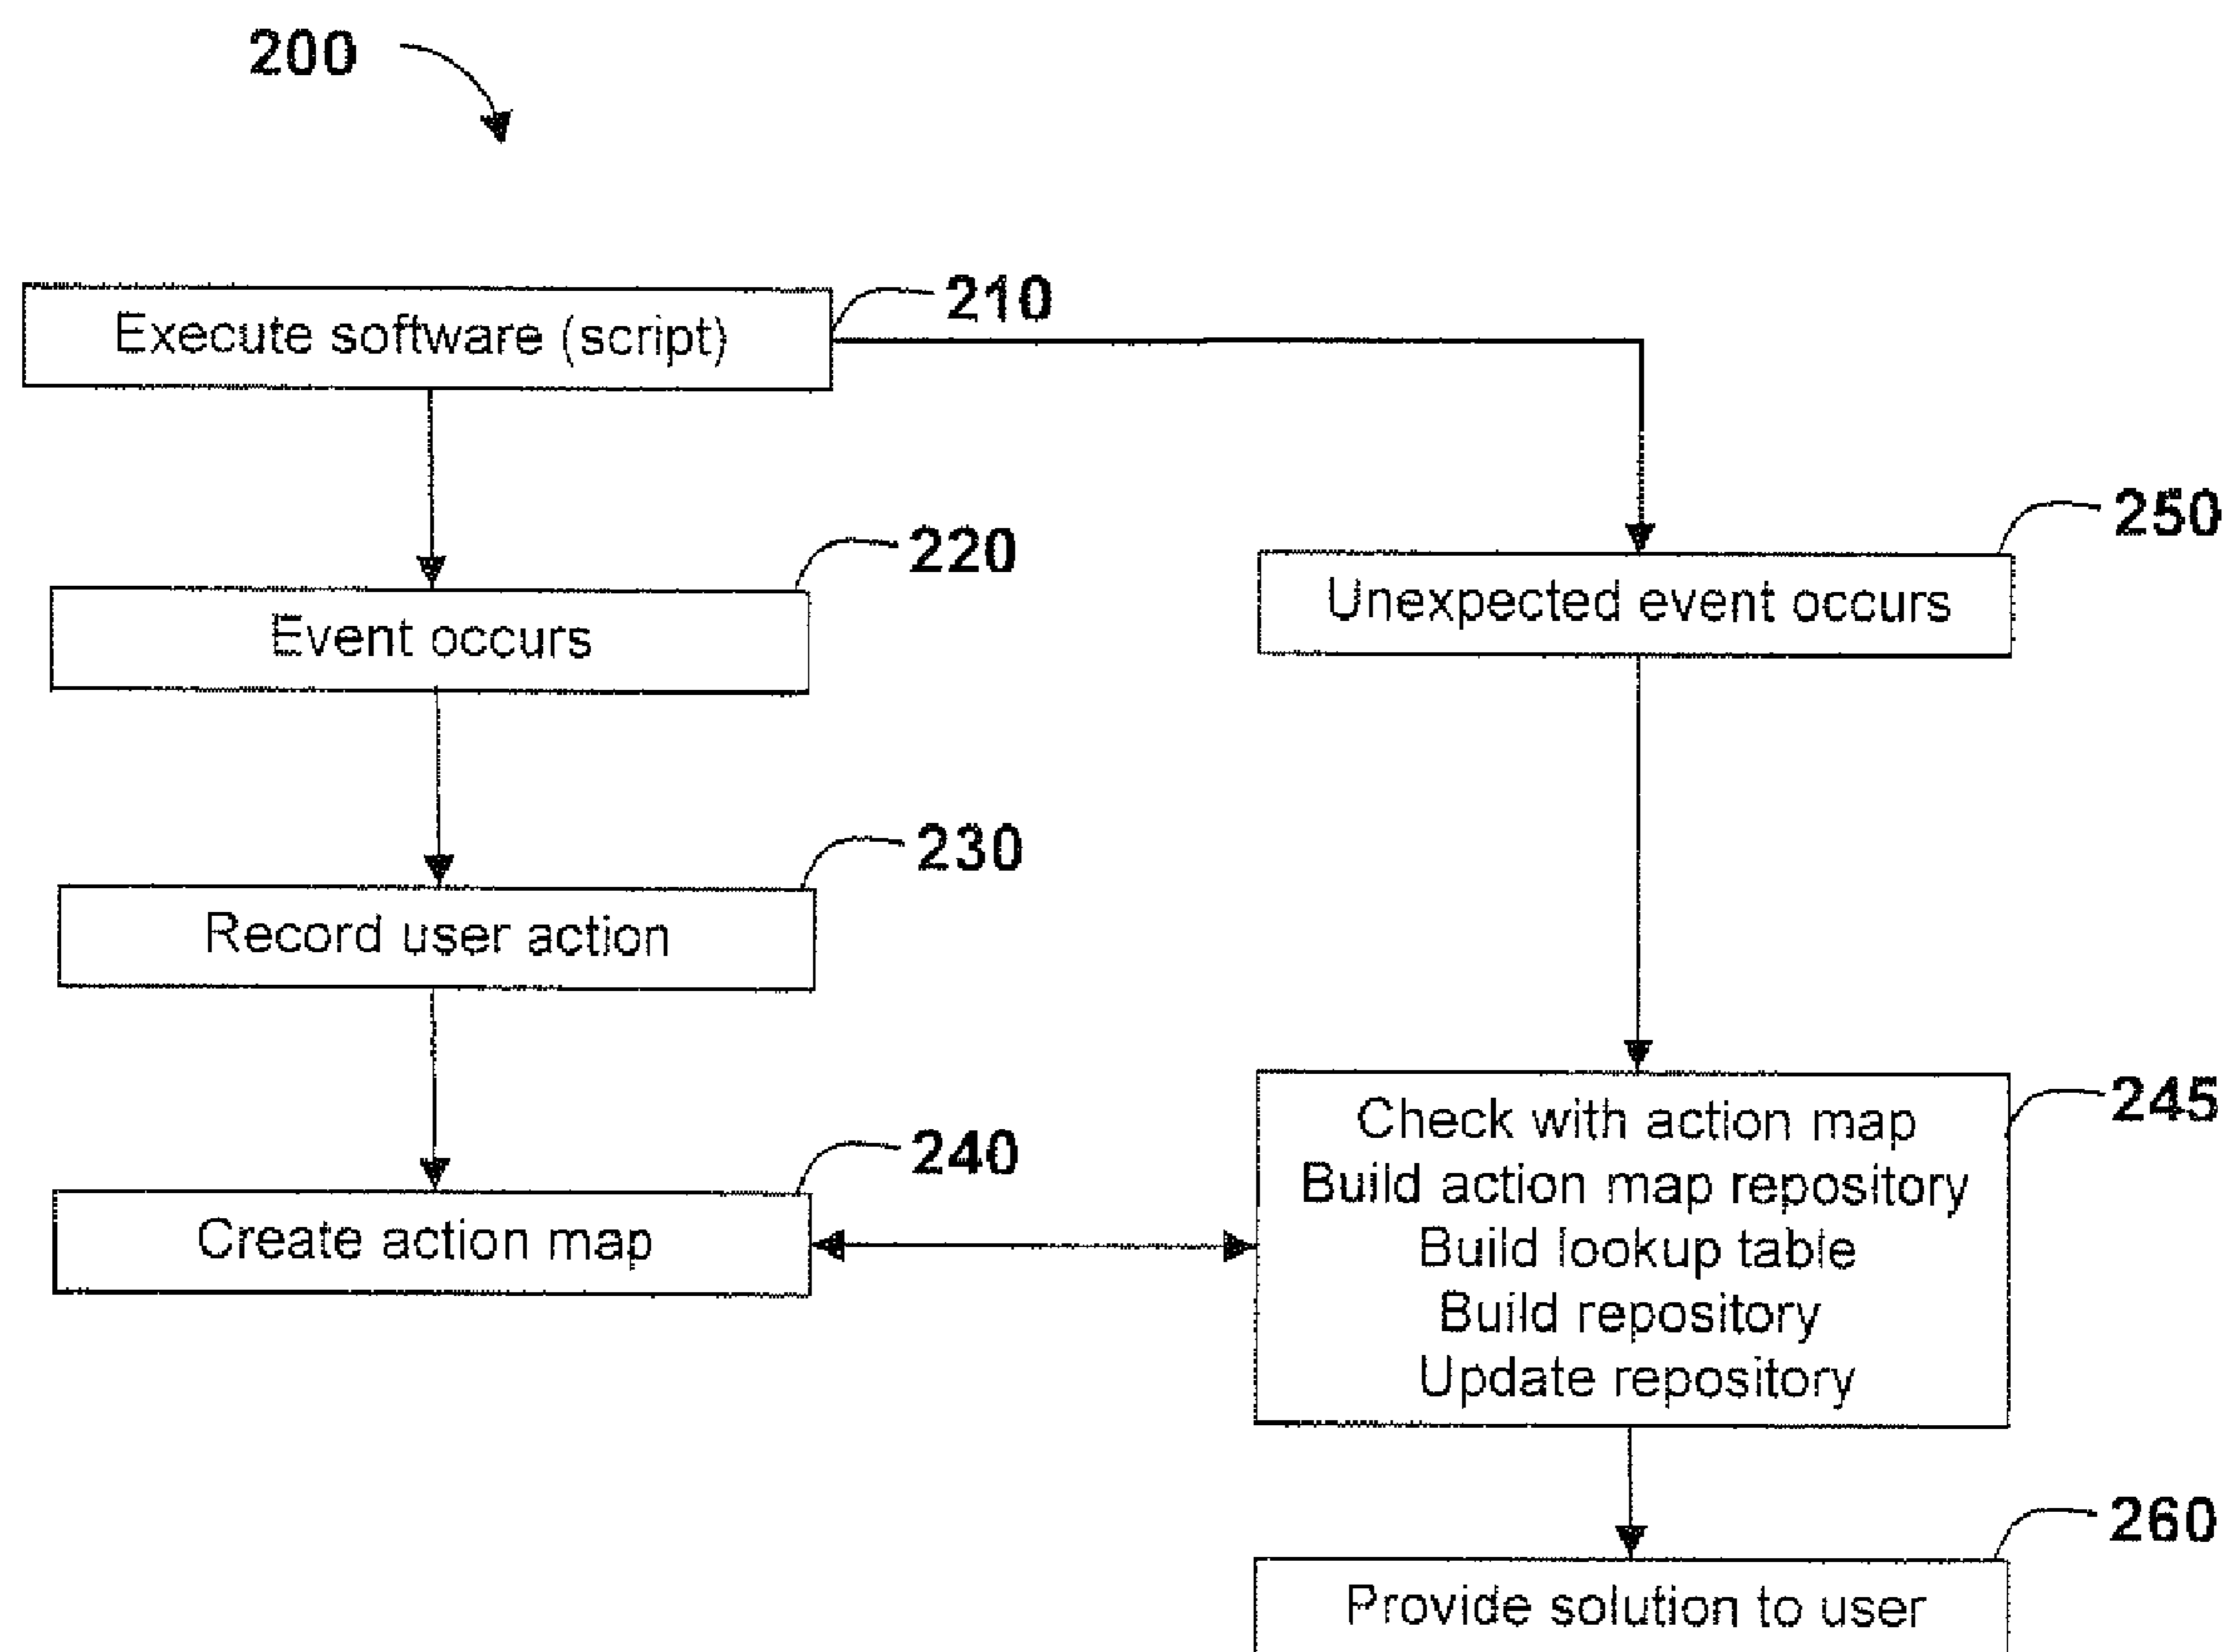 200
Execute software (script)
210
Event occurs
220
Unexpected event occurs
250
Record user action
230
Create action map
240
Check with action map
Build action map repository
Build lookup table
Build repository
Update repository
245
Provide solution to user
260